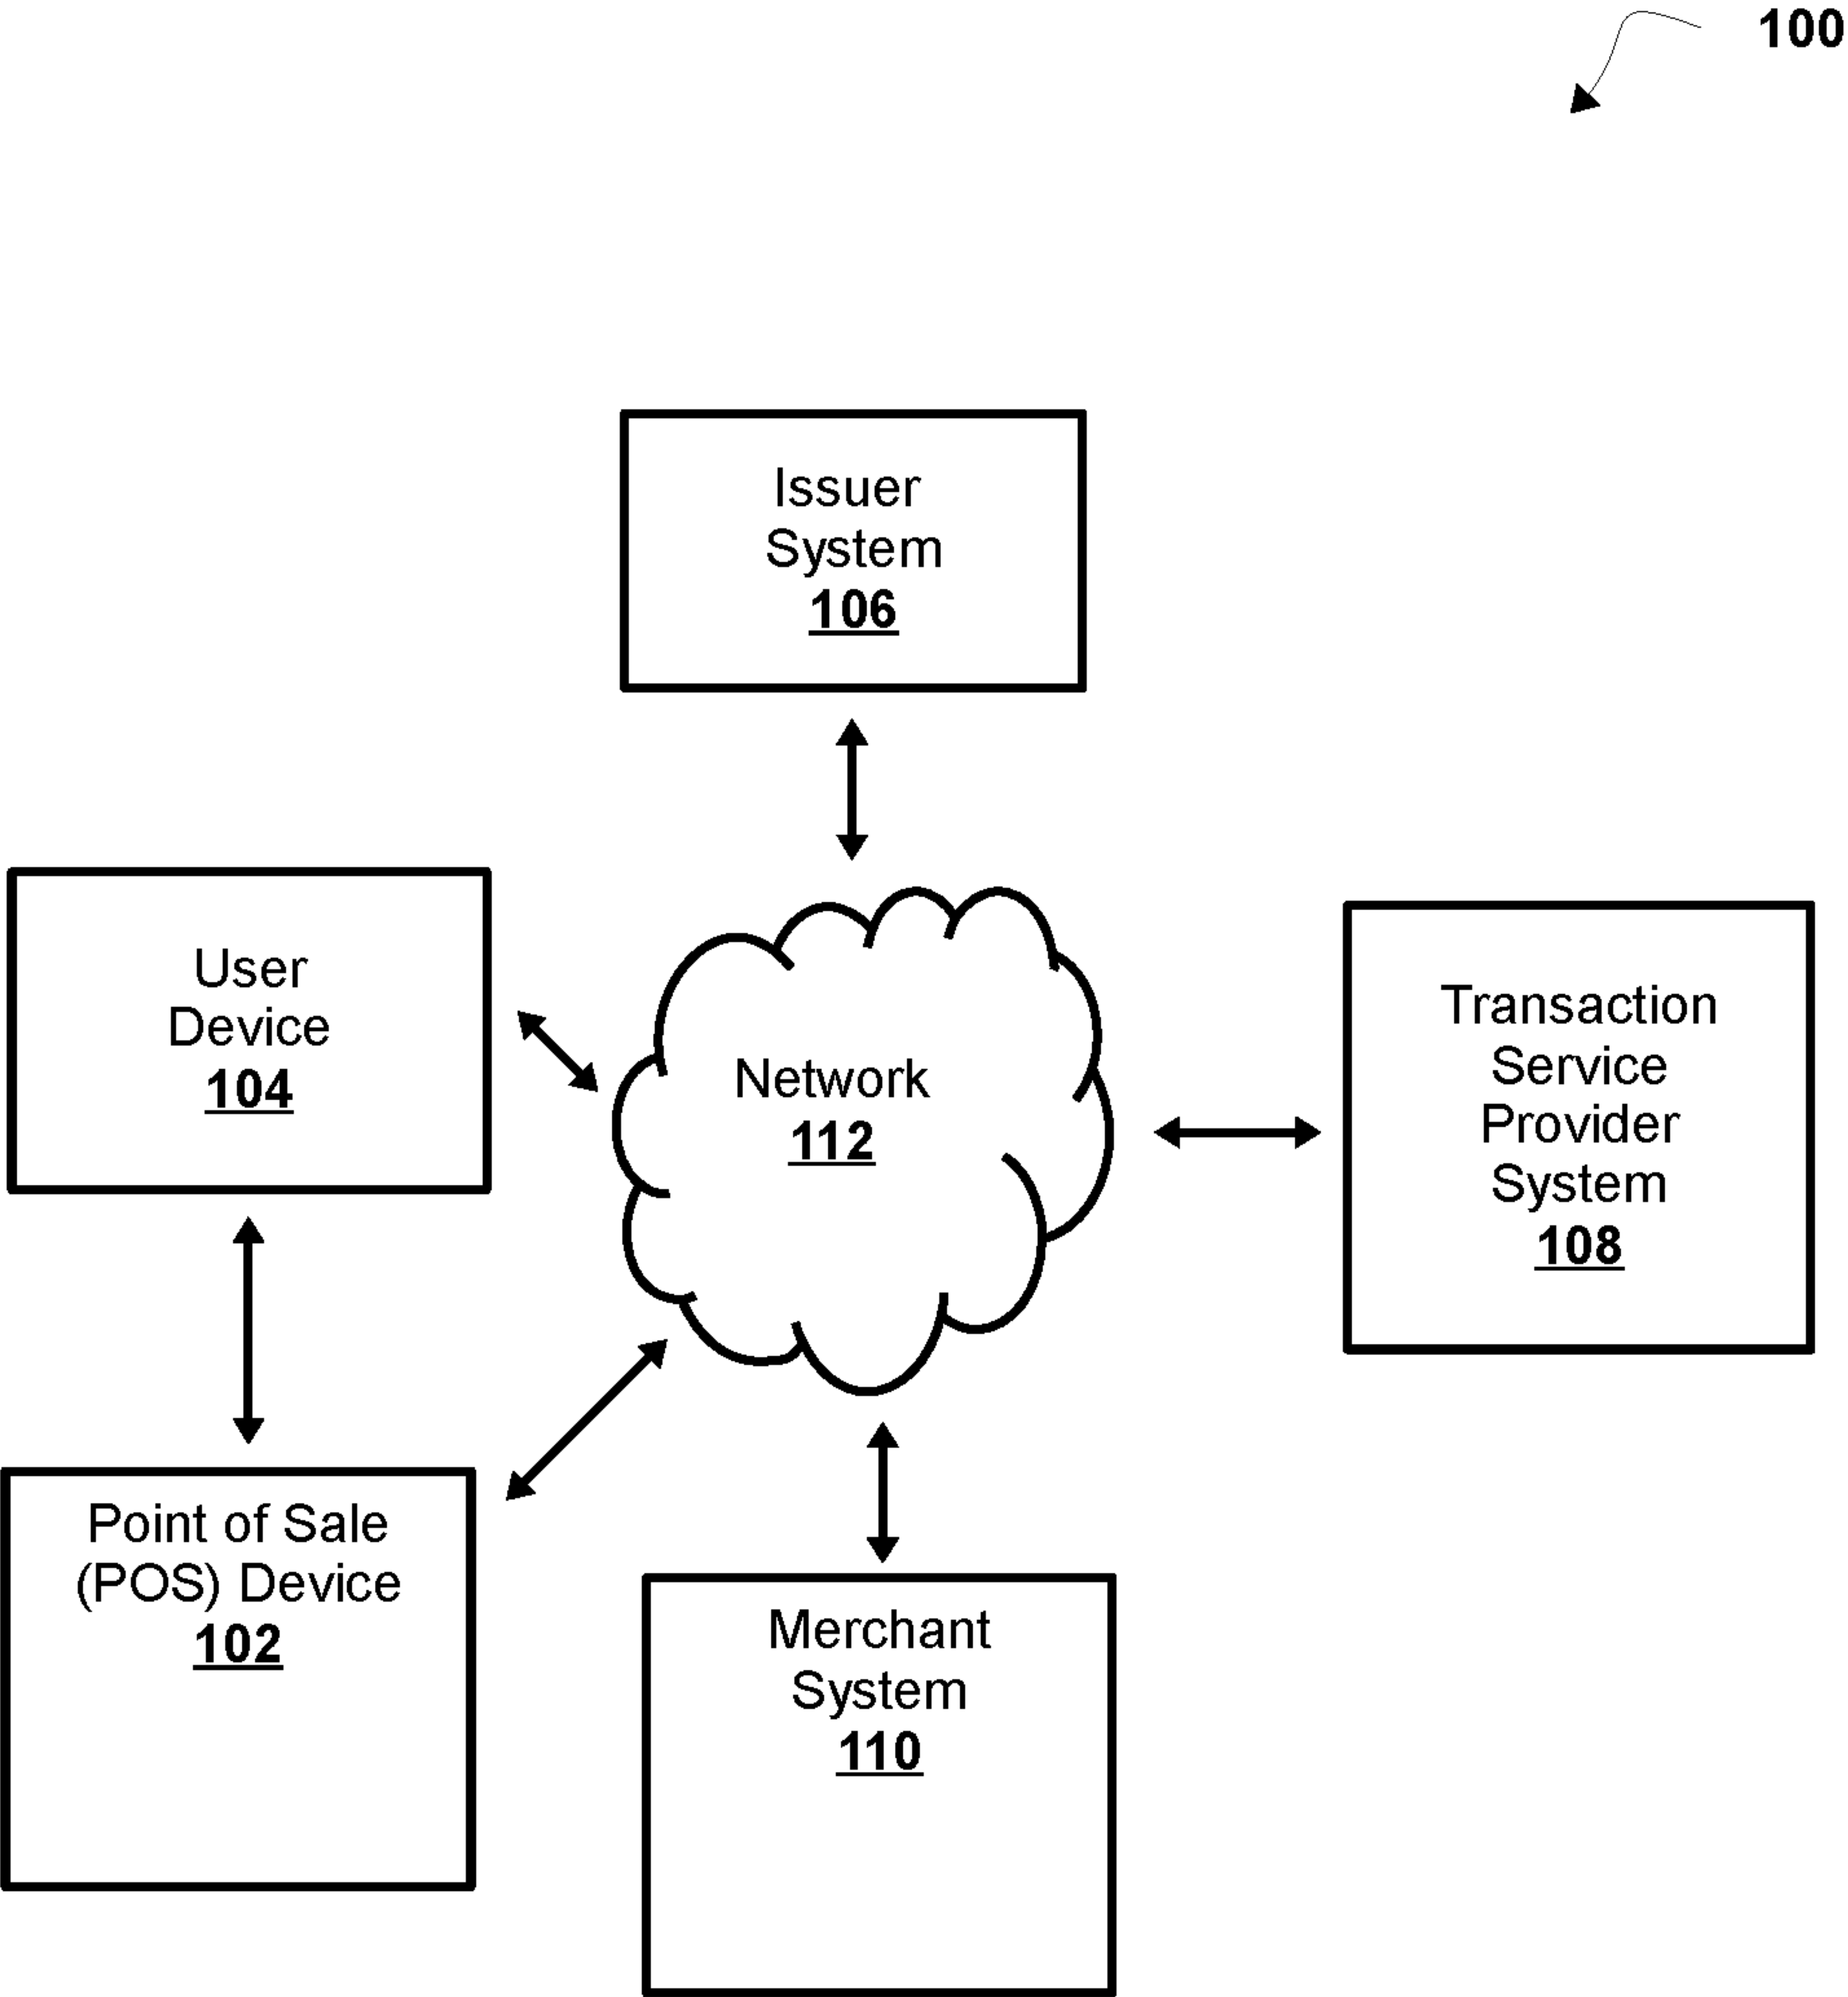 100
Issuer
System
106
User
Device
104
Network
112
Transaction
Service
Provider
System
108
Point of Sale
(POS) Device
102
Merchant
System
110